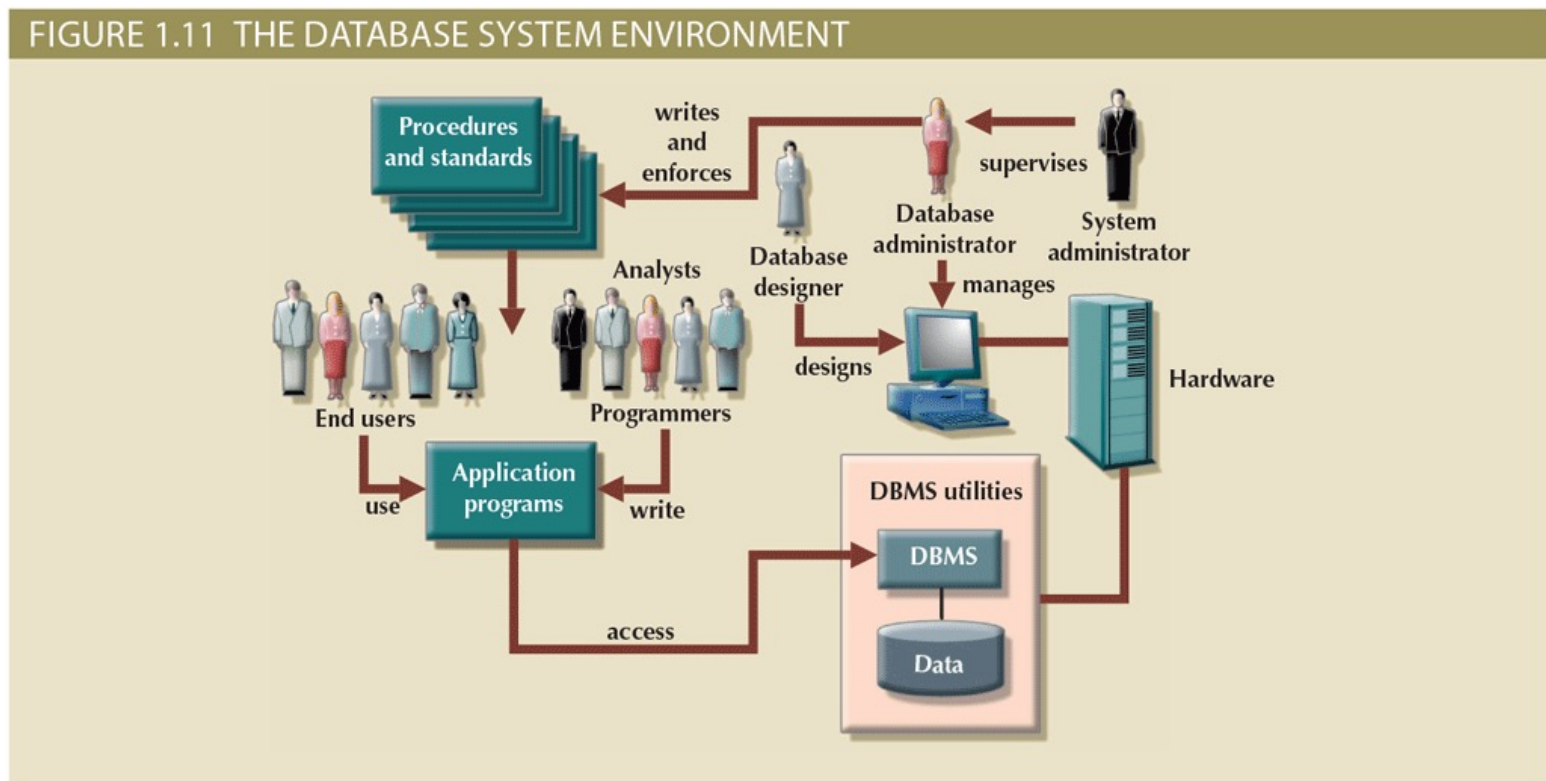 FIGURE 1.11 THE DATABASE SYSTEM ENVIRONMENT
Procedures
and standards
writes
and
enforces
supervises
System
administrator
Database
administrator
Database
designer
manages
designs
Hardware
Analysts
End users
Programmers
Application
programs
use
write
DBMS utilities
DBMS
Data
access